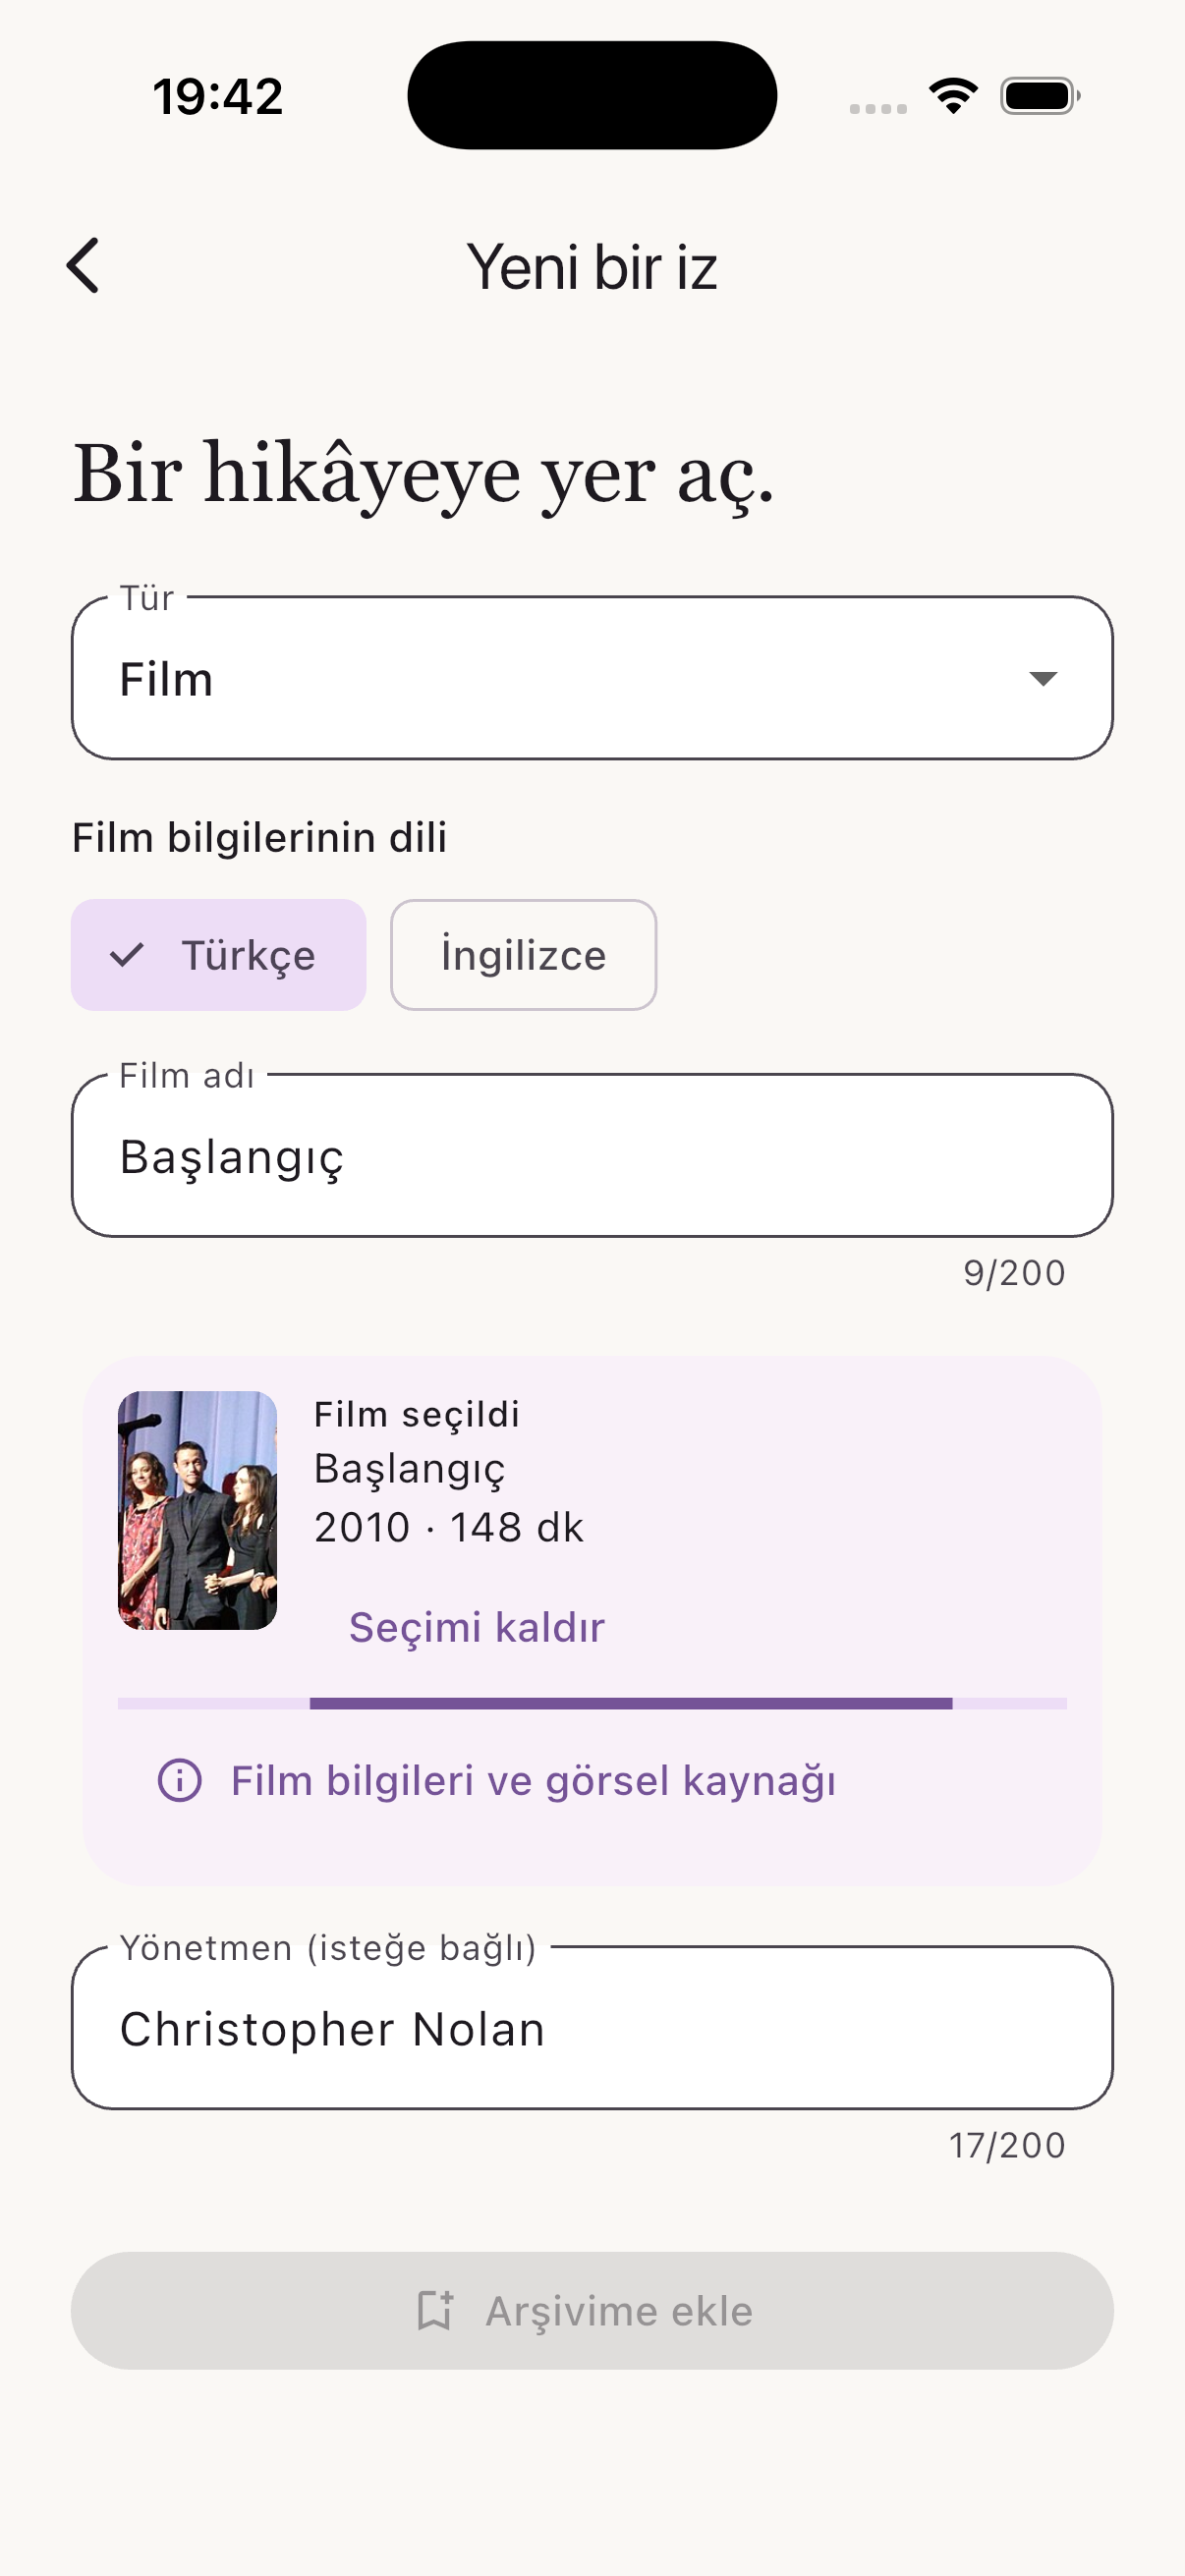 19:42
Yeni bir iz
Bir hikâyeye yer aç.
Tür
Film
Film bilgilerinin dili
Türkçe
İngilizce
Film adı
Başlangıç
9/200
Film seçildi
Başlangıç
2010 · 148 dk
Seçimi kaldır
Film bilgileri ve görsel kaynağı
Yönetmen (isteğe bağlı)
Christopher Nolan
17/200
Arşivime ekle